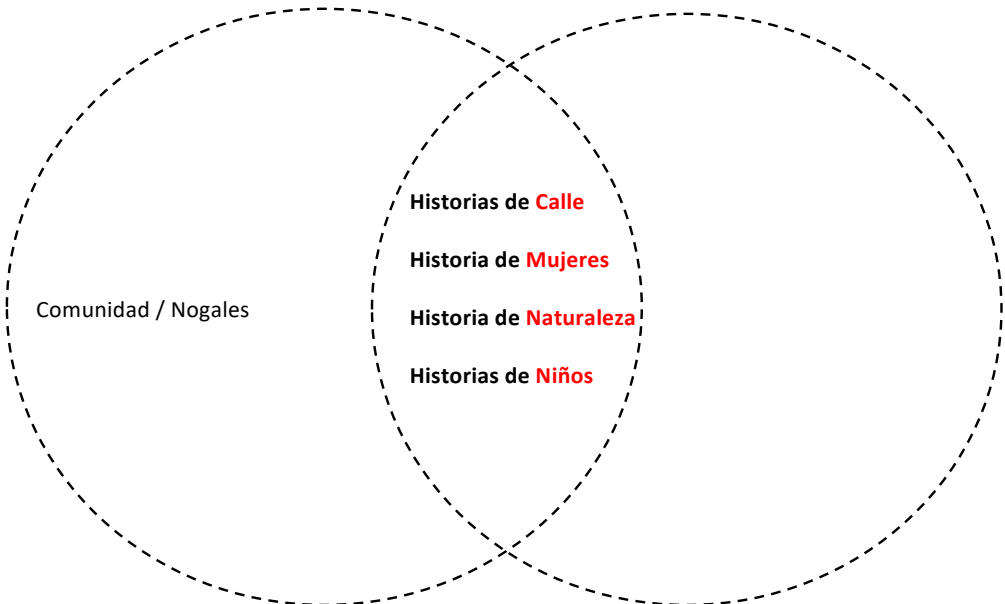 Historias de Calle
Historia de Mujeres
Comunidad / Nogales
Historia de Naturaleza
Historias de Niños